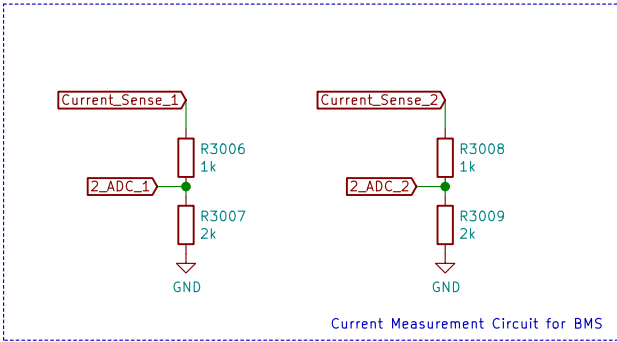 Current_Sense_1
R3006
1k
2_ADC_1
R3007
2k
GND
Current_Sense_2
R3008
1k
2_ADC_2
R3009
2k
GND
Current Measurement Circuit for BMS